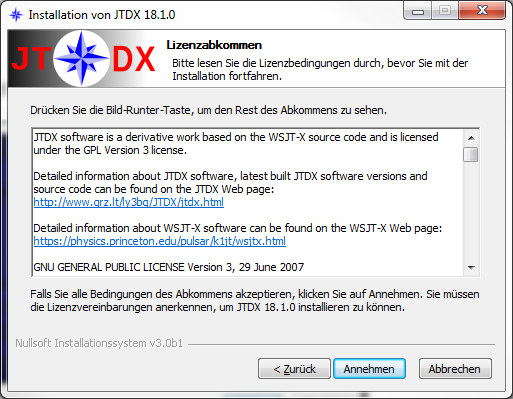 Installation von JTDX 18.1.0
JT DX
Lizenzabkommen
Bitte lesen Sie die Lizenzbedingungen durch, bevor Sie mit der
Installation fortfahren.
Drücken Sie die Bild-Runter-Taste, um den Rest des Abkommens zu sehen.
JTDX software is a derivative work based on the WSJT-X source code and is licensed
under the GPL Version 3 license.
Detailed information about JTDX software, latest built JTDX software versions and
source code can be found on the JTDX Web page:
http://www.qrz.lt/ly3bg/JTDX/jtdx.html
Detailed information about WSJT-X software can be found on the WSJT-X Web page:
https://physics.princeton.edu/pulsar/k1jt/wsjtx.html
GNU GENERAL PUBLIC LICENSE Version 3, 29 June 2007
Falls Sie alle Bedingungen des Abkommens akzeptieren, klicken Sie auf Annehmen. Sie müssen
die Lizenzvereinbarungen anerkennen, um JTDX 18.1.0 installieren zu können.
Nullsoft Installationssystem v3.0b1
< Zurück Annehmen Abbrechen